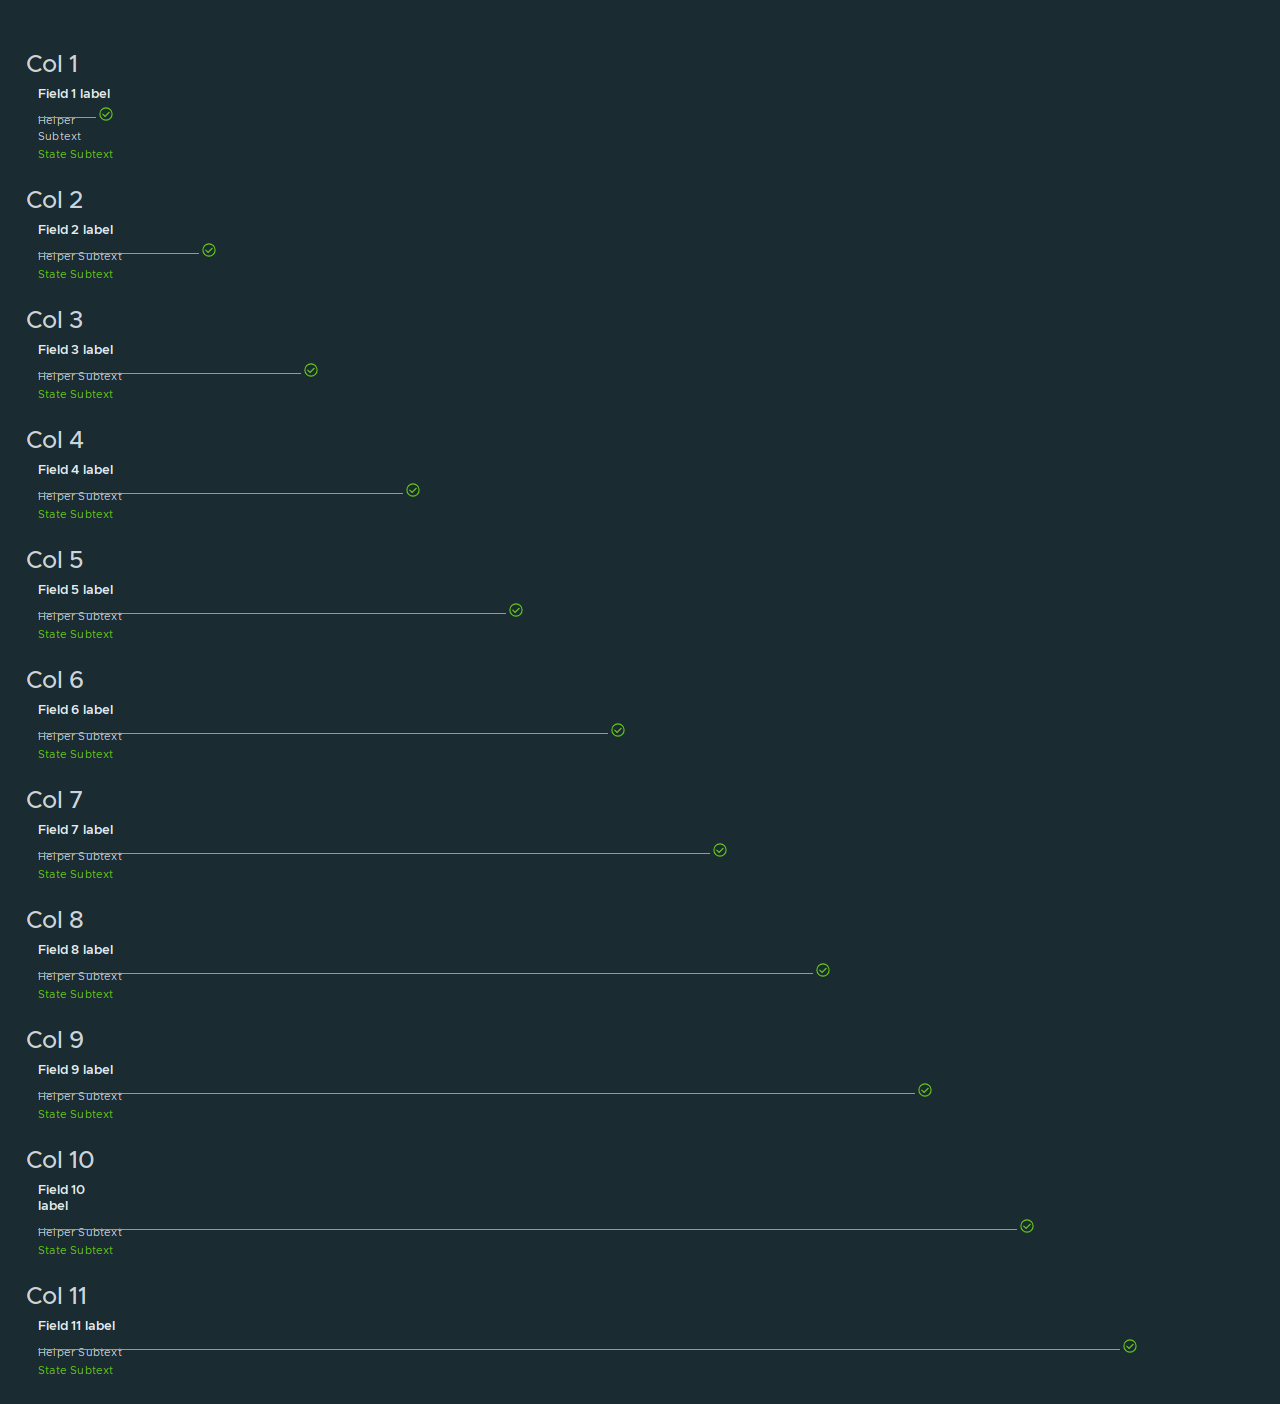 Col 1
Field 1 label
Helper
Subtext
State Subtext
Col 2
Field 2 label
Helper Subtext
State Subtext
Col 3
Field 3 label
Helper Subtext
State Subtext
Col 4
Field 4 label
Helper Subtext
State Subtext
Col 5
Field 5 label
Helper Subtext
State Subtext
Col 6
Field 6 label
Helper Subtext
State Subtext
Col 7
Field 7 label
Helper Subtext
State Subtext
Col 8
Field 8 label
Helper Subtext
State Subtext
Col 9
Field 9 label
Helper Subtext
State Subtext
Col 10
Field 10
label
Helper Subtext
State Subtext
Col 11
Field 11 label
Helper Subtext
State Subtext